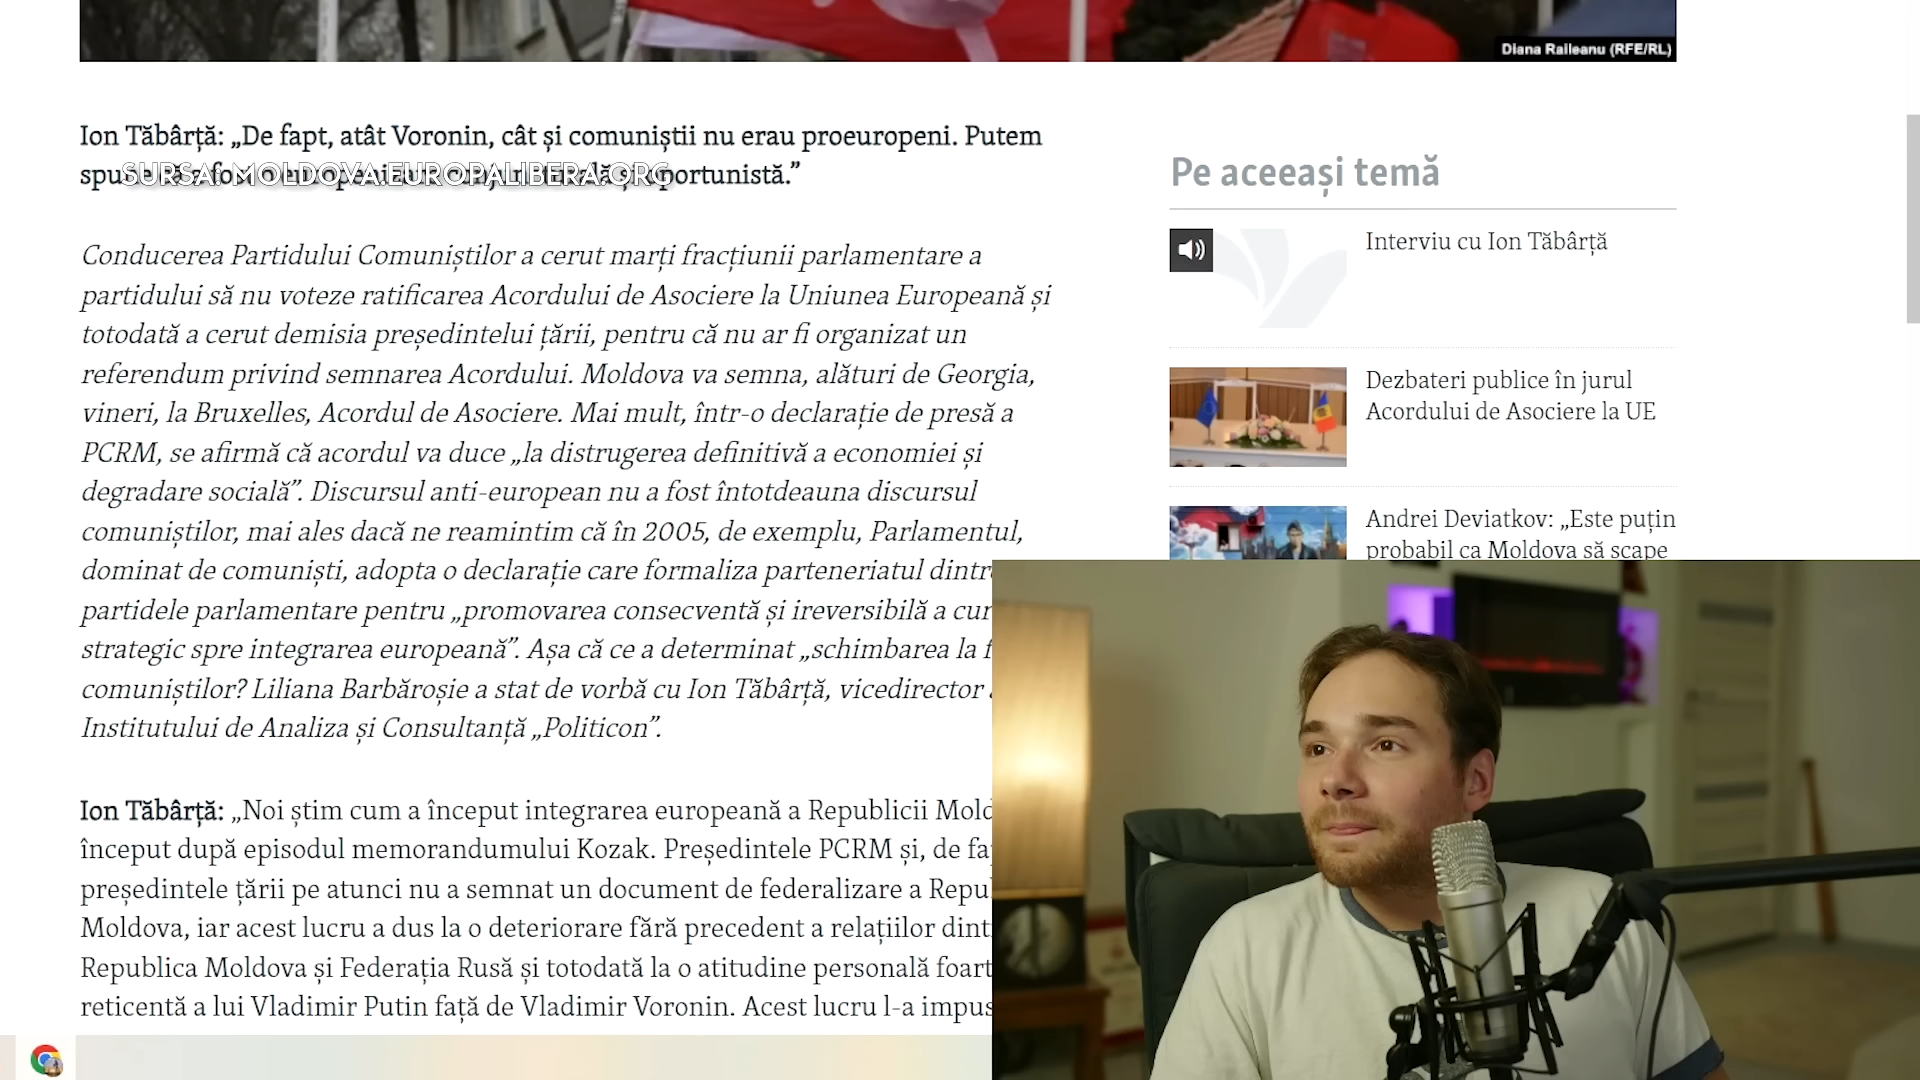 Diana Raileanu (RFE/RL)
Ion Tăbârță: „De fapt, atât Voronin, cât și comuniștii nu erau proeuropeni. Putem
oportunistă.”
SURSA: MOLDOVA.EUROPALIBERA.ORG
Conducerea Partidului Comuniștilor a cerut marți fracțiunii parlamentare a
partidului să nu voteze ratificarea Acordului de Asociere la Uniunea Europeană și
totodată a cerut demisia președintelui țării, pentru că nu ar fi organizat un
referendum privind semnarea Acordului. Moldova va semna, alături de Georgia,
vineri, la Bruxelles, Acordul de Asociere. Mai mult, într-o declarație de presă a
PCRM, se afirmă că acordul va duce „la distrugerea definitivă a economiei și
degradare socială”. Discursul anti-european nu a fost întotdeauna discursul
comuniștilor, mai ales dacă ne reamintim că în 2005, de exemplu, Parlamentul,
dominat de comuniști, adopta o declarație care formaliza parteneriatul dintre
partidele parlamentare pentru „promovarea consecventă și ireversibilă a cur
strategic spre integrarea europeană”. Așa că ce a determinat „schimbarea la f
comuniștilor? Liliana Barbăroșie a stat de vorbă cu Ion Tăbârță, vicedirector
Institutului de Analiza și Consultanță „Politicon”.
Ion Tăbârță: „Noi știm cum a început integrarea europeană a Republicii Mold
început după episodul memorandumului Kozak. Președintele PCRM și, de fa
președintele țării pe atunci nu a semnat un document de federalizare a Repu
Moldova, iar acest lucru a dus la o deteriorare fără precedent a relațiilor dint
Republica Moldova și Federația Rusă și totodată la o atitudine personală foart
reticentă a lui Vladimir Putin față de Vladimir Voronin. Acest lucru l-a impus
Pe aceeași temă
Interviu cu Ion Tăbârță
Dezbateri publice în jurul
Acordului de Asociere la UE
Andrei Deviatkov: „Este puțin
probabil ca Moldova să scape